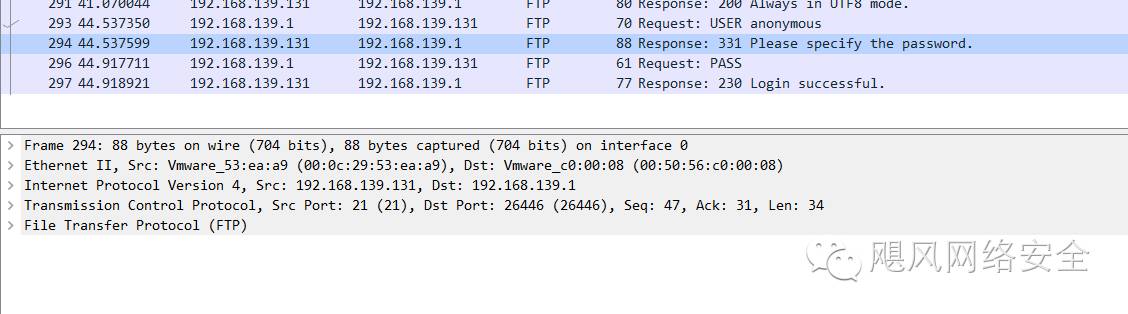 291 41.070044 192.168.139.131 192.168.139.1 FTP 80 Response: 200 Always in UTF8 mode.
293 44.537350 192.168.139.1 192.168.139.131 FTP 70 Request: USER anonymous
294 44.537599 192.168.139.131 192.168.139.1 FTP 88 Response: 331 Please specify the password.
296 44.917711 192.168.139.1 192.168.139.131 FTP 61 Request: PASS
297 44.918921 192.168.139.131 192.168.139.1 FTP 77 Response: 230 Login successful.
Frame 294: 88 bytes on wire (704 bits), 88 bytes captured (704 bits) on interface 0
Ethernet II, Src: Vmware_53:ea:a9 (00:0c:29:53:ea:a9), Dst: Vmware_c0:00:08 (00:50:56:c0:00:08)
Internet Protocol Version 4, Src: 192.168.139.131, Dst: 192.168.139.1
Transmission Control Protocol, Src Port: 21 (21), Dst Port: 26446 (26446), Seq: 47, Ack: 31, Len: 34
File Transfer Protocol (FTP)
飓风网络安全